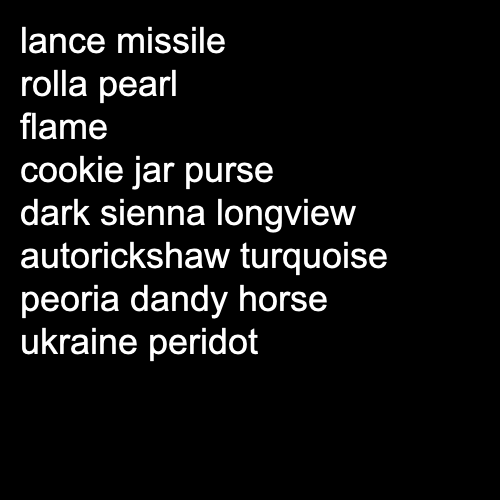 lance missile
rolla pearl
flame
cookie jar purse
dark sienna longview
autorickshaw turquoise
peoria dandy horse
ukraine peridot